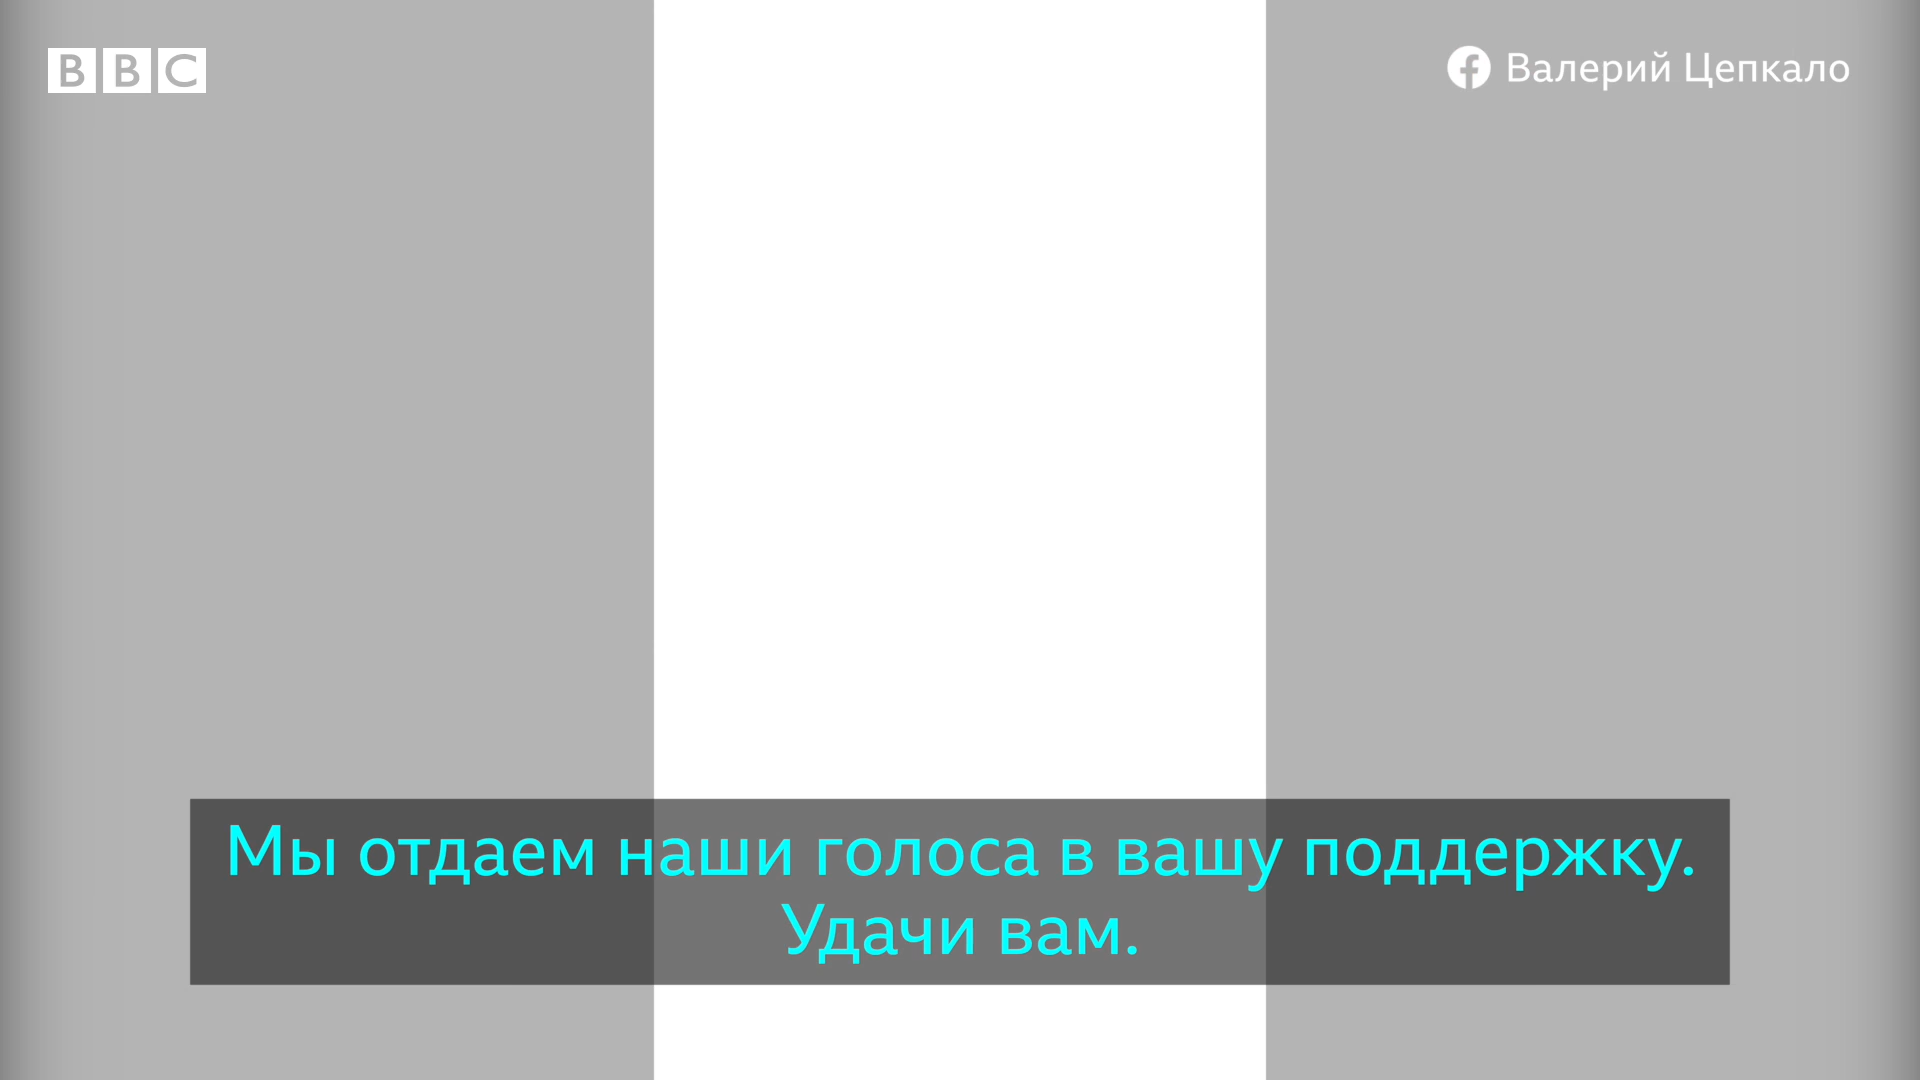 BBC
Валерий Цепкало
Мы отдаем наши голоса в вашу поддержку.
Удачи вам.